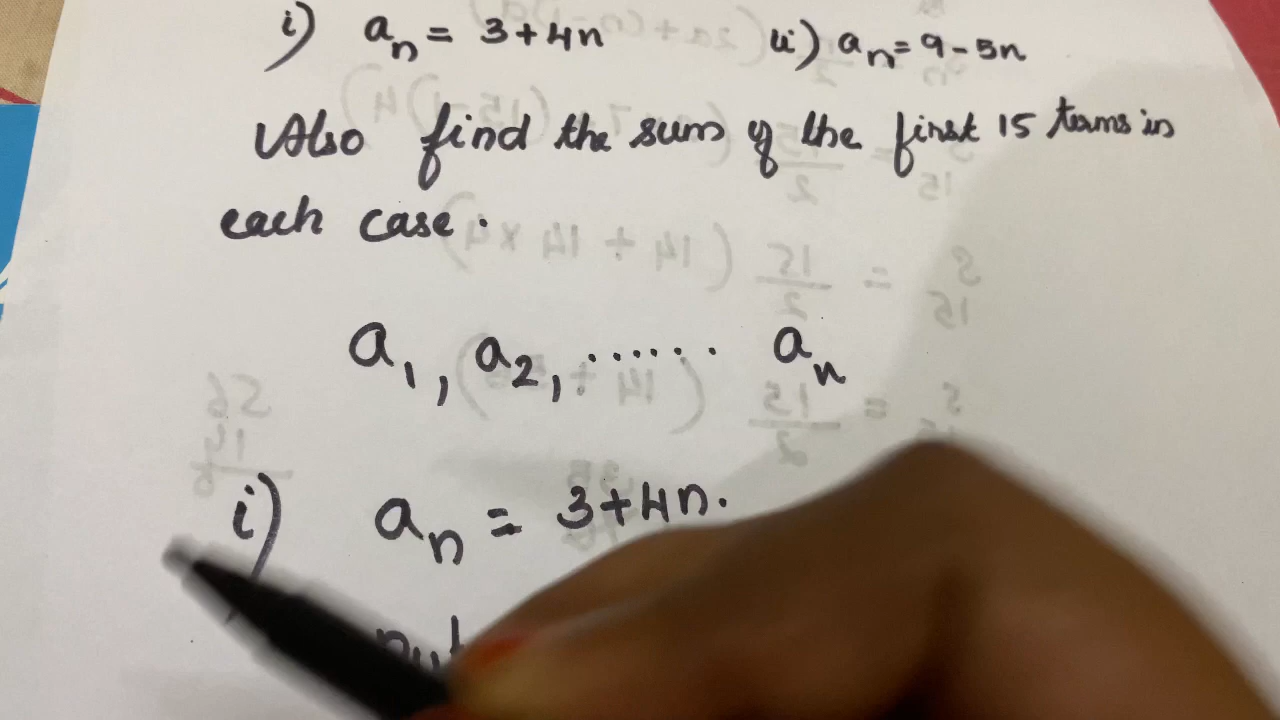 i) aₙ = 3+4n   ii) aₙ = 9-5n
Also find the sum of the first 15 terms in
each case.
a₁, a₂, ...... aₙ
i) aₙ = 3+4n.
put